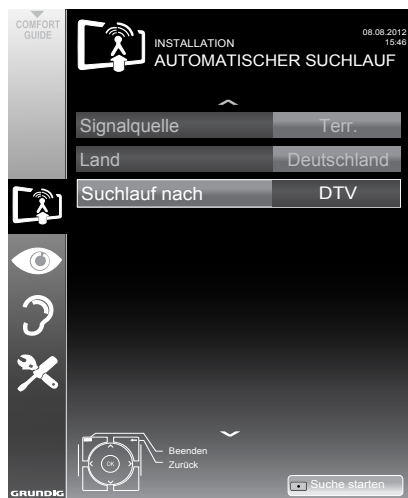 COMFORT
GUIDE
INSTALLATION
08.08.2012
15:46
AUTOMATISCHER SUCHLAUF
Signalquelle Terr.
Land Deutschland
Suchlauf nach DTV
OK
Beenden
Zurück
Suche starten
GRUNDIG